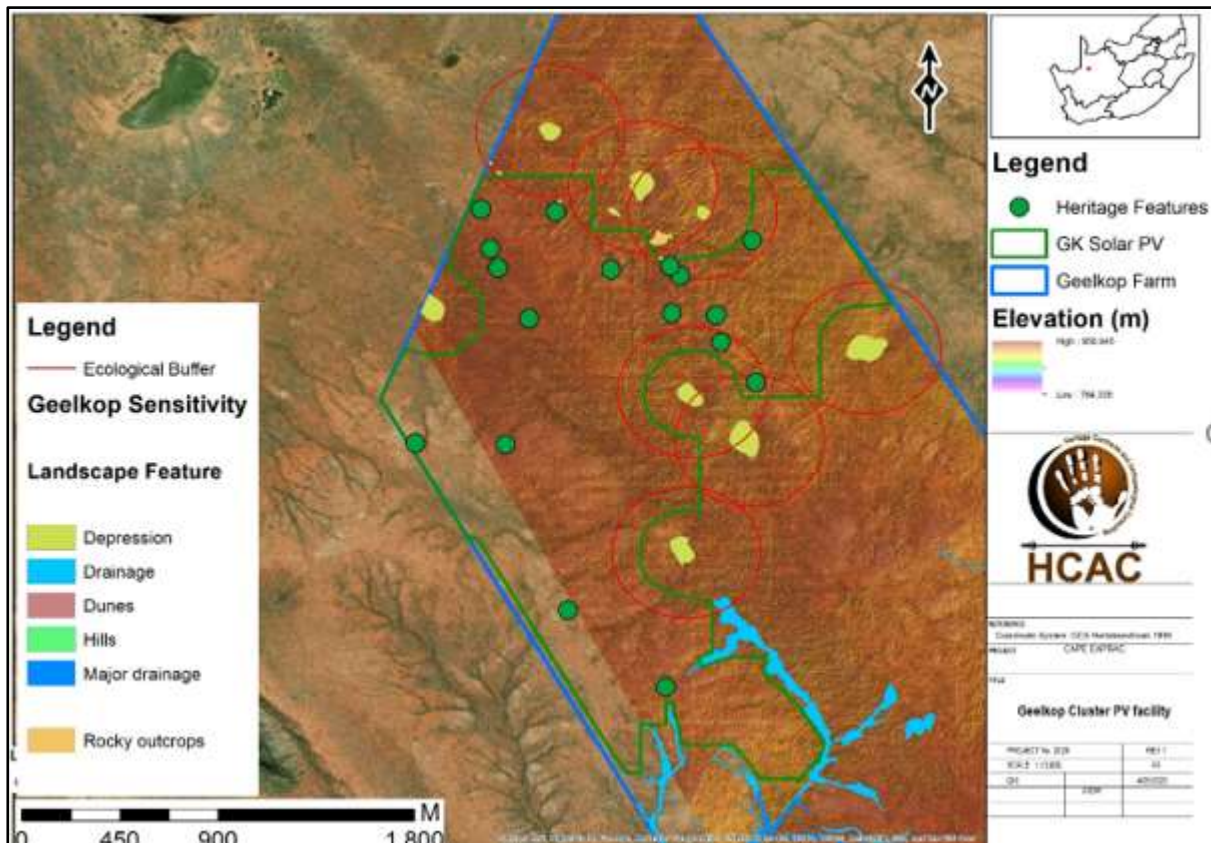 N
Legend
Heritage Features
GK Solar PV
Geelkop Farm
Elevation (m)
Legend
Ecological Buffer
Geelkop Sensitivity
Landscape Feature
Depression
Drainage
Dunes
Hills
Major drainage
Rocky outcrops
HCAC
Geelkop Cluster PV facility
M
0 450 900 1,800